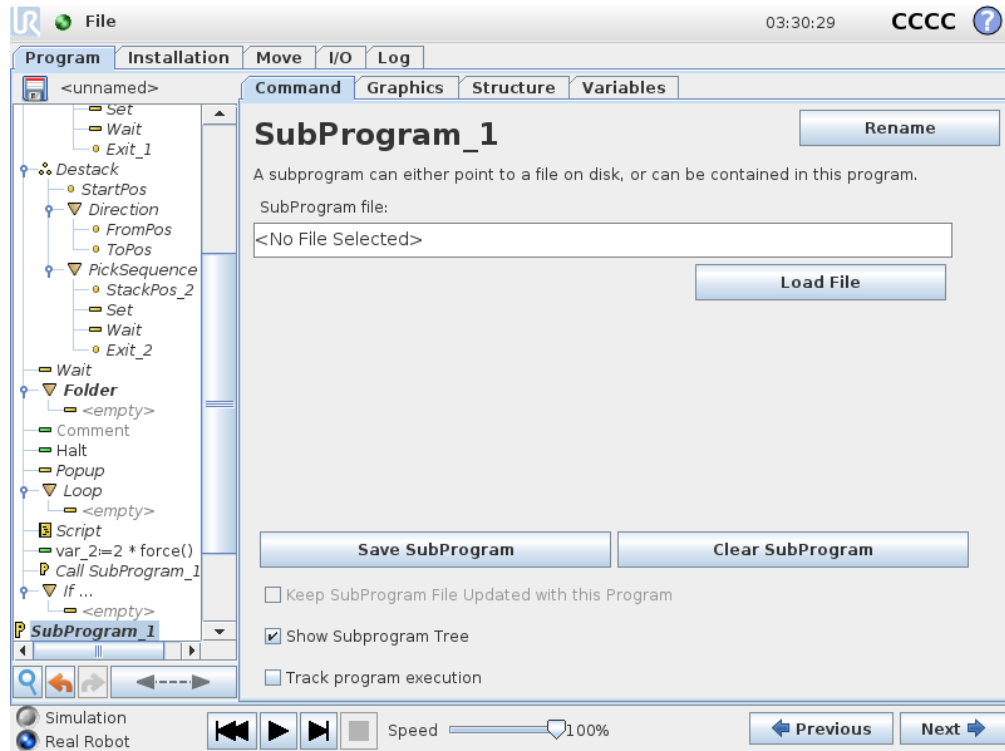 UR File 03:30:29 CCCC ?
Program Installation Move I/O Log
<unnamed>
Command Graphics Structure Variables
Set
Wait
Exit_1
Destack
StartPos
Direction
FromPos
ToPos
PickSequence
StackPos_2
Set
Wait
Exit_2
Wait
Folder
<empty>
Comment
Halt
Popup
Loop
<empty>
Script
var_2:=2 * force()
Call SubProgram_1
If ...
<empty>
SubProgram_1
SubProgram_1
Rename
A subprogram can either point to a file on disk, or can be contained in this program.
SubProgram file:
<No File Selected>
Load File
Save SubProgram Clear SubProgram
Keep SubProgram File Updated with this Program
Show Subprogram Tree
Track program execution
Simulation
Real Robot
Speed 100%
Previous Next